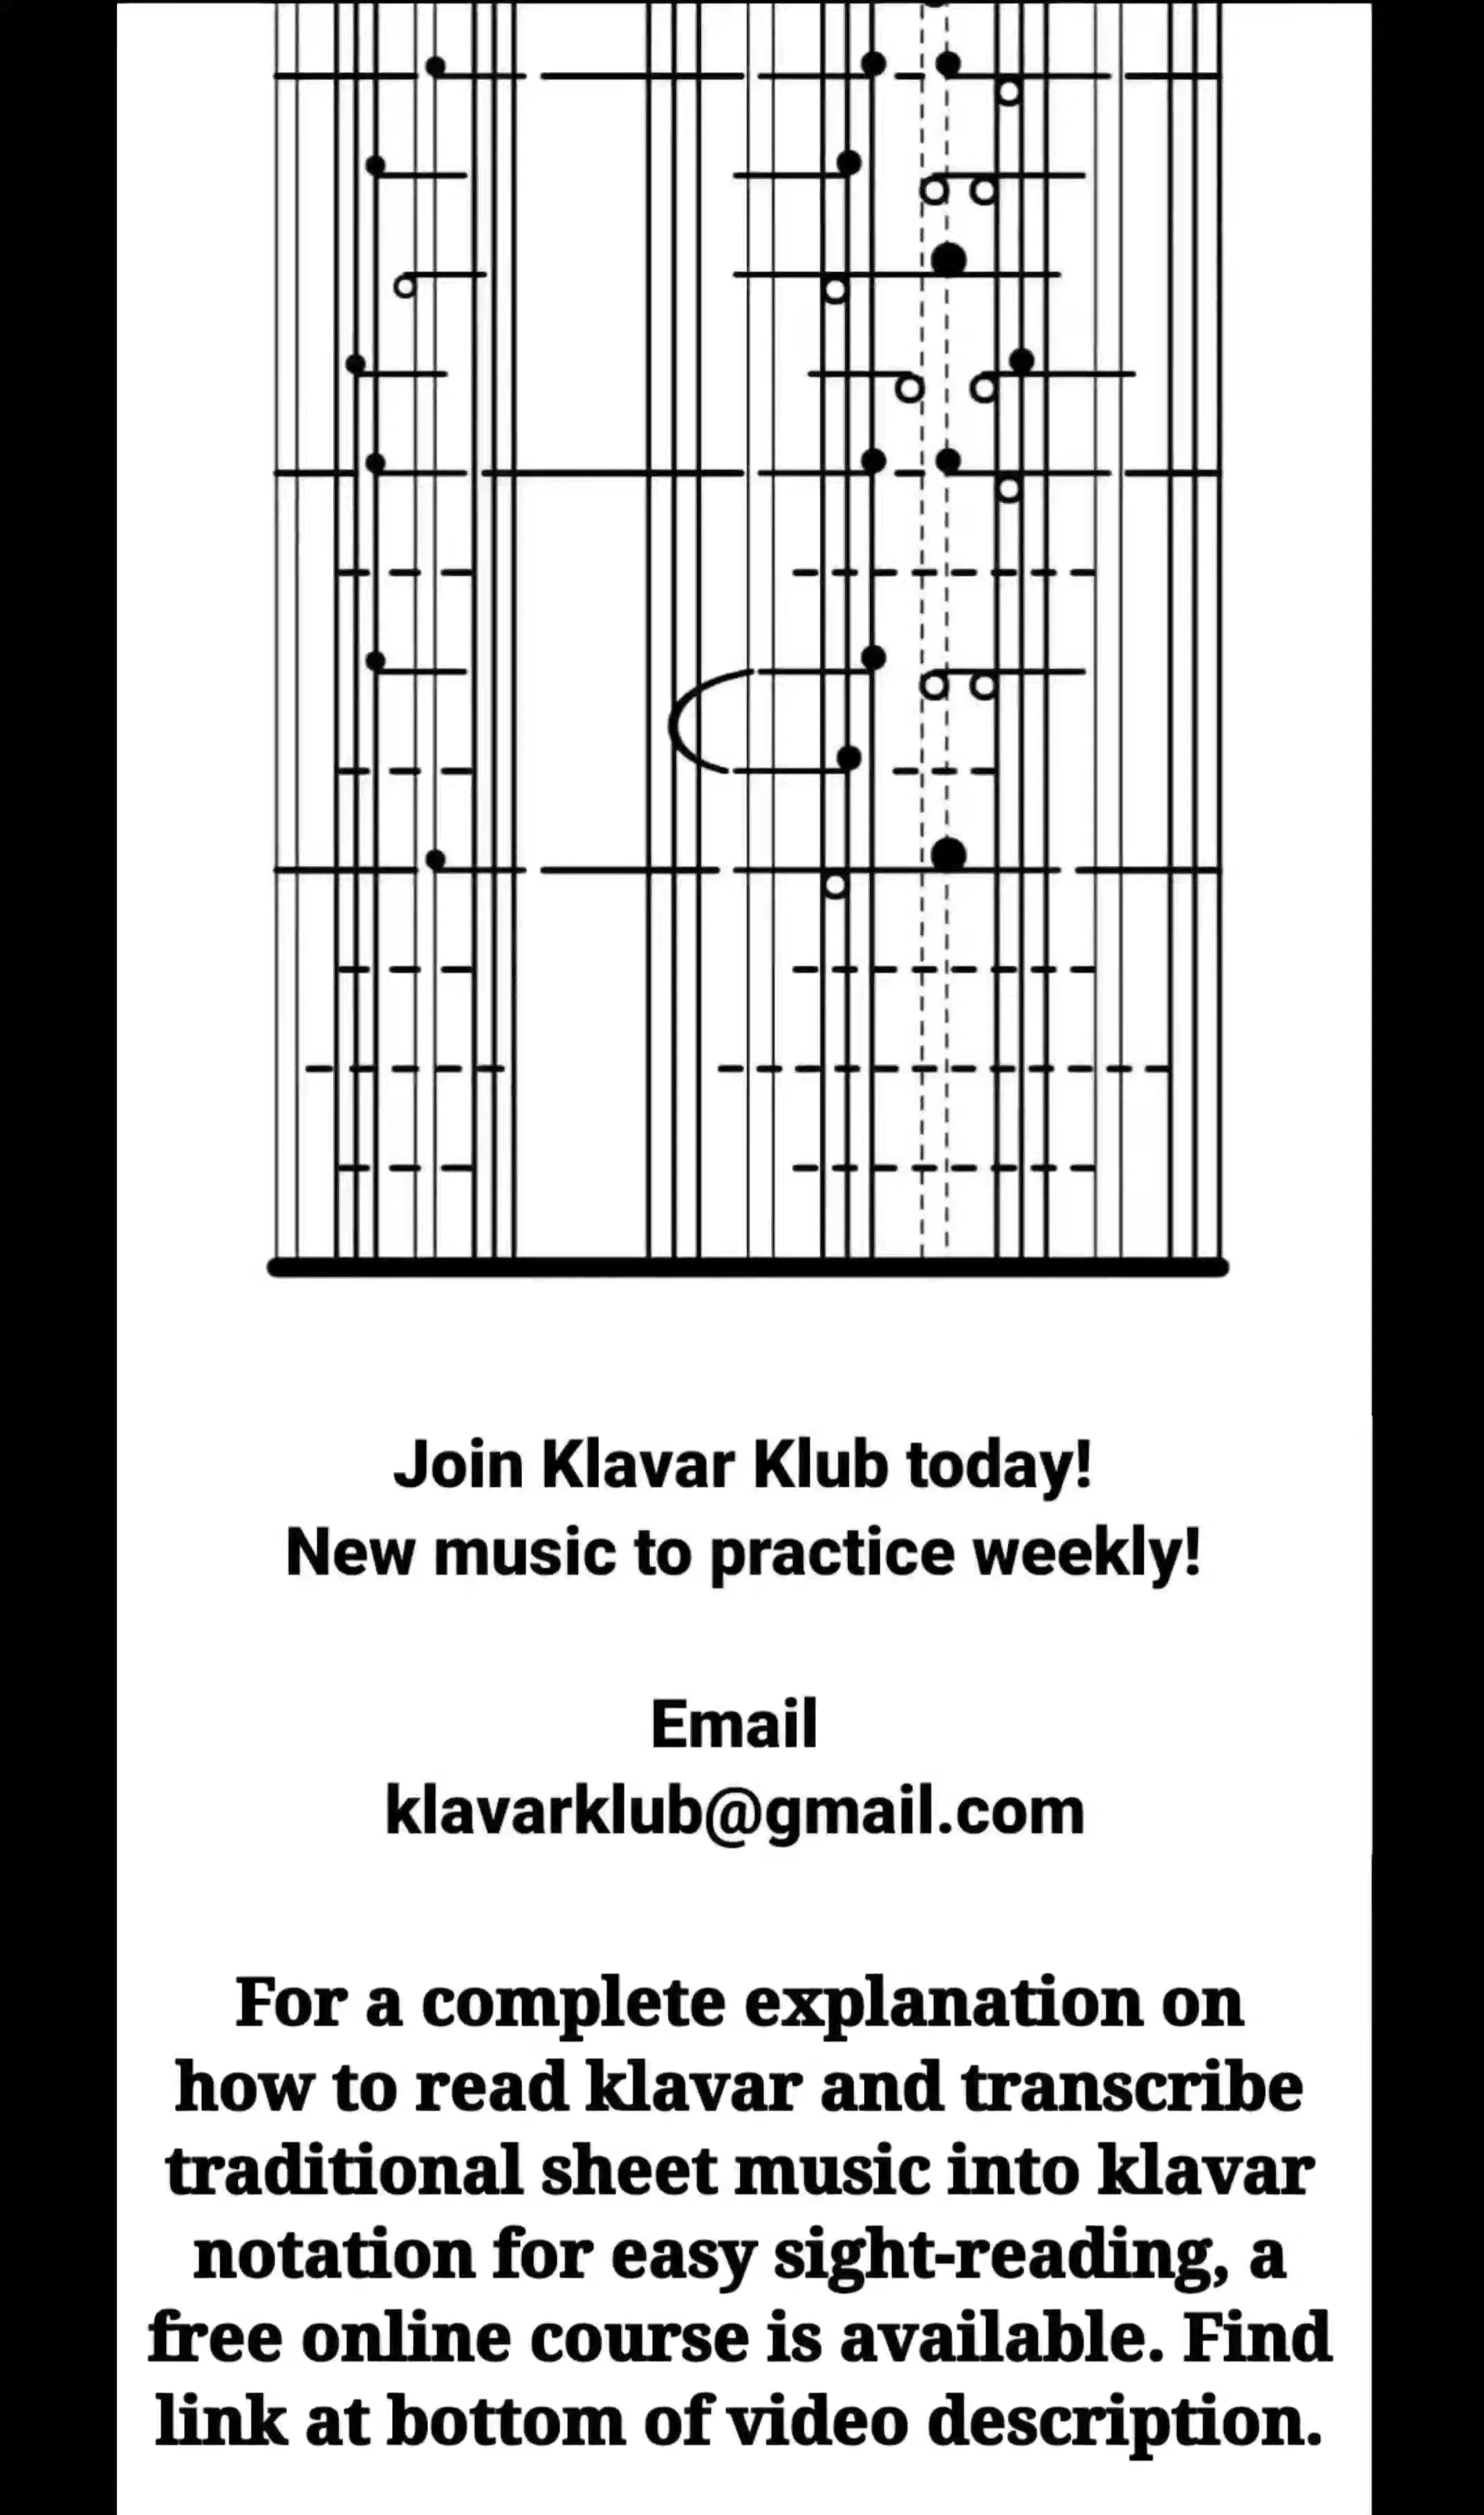 Join Klavar Klub today!
New music to practice weekly!
Email
klavarklub@gmail.com
For a complete explanation on
how to read klavar and transcribe
traditional sheet music into klavar
notation for easy sight-reading, a
free online course is available. Find
link at bottom of video description.